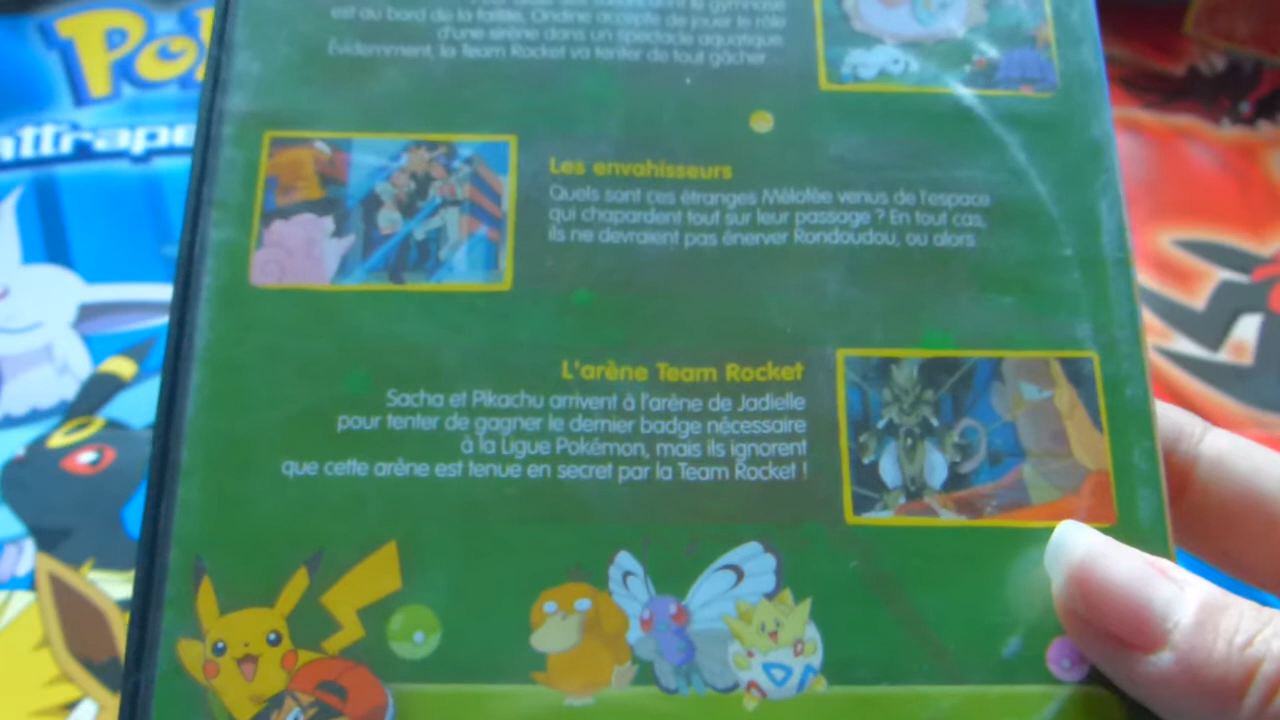 Pok
attrape
le gymnase
est au bord de la faillite. Ondine accepte de jouer le rôle
d'une sirène dans un spectacle aquatique.
Évidemment, la Team Rocket va tenter de tout gâcher...
Les envahisseurs
Quels sont ces étranges Mélofée venus de l'espace
qui chapardent tout sur leur passage ? En tout cas,
ils ne devraient pas énerver Rondoudou, ou alors...
L'arène Team Rocket
Sacha et Pikachu arrivent à l'arène de Jadielle
pour tenter de gagner le dernier badge nécessaire
à la Ligue Pokémon, mais ils ignorent
que cette arène est tenue en secret par la Team Rocket !